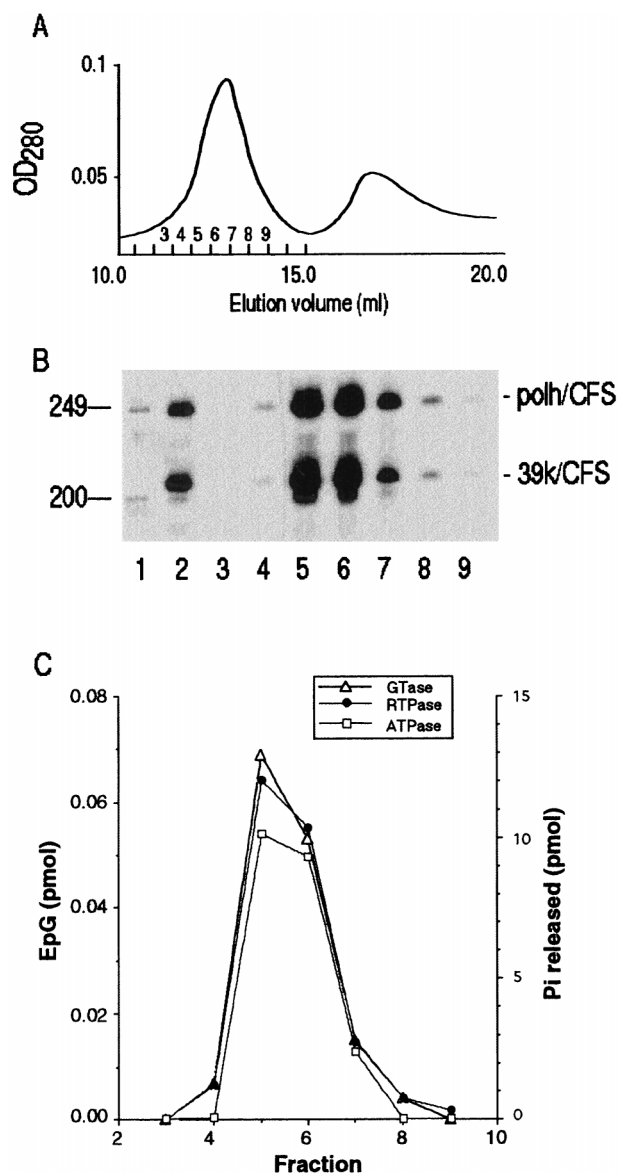 A
0.1
OD280
0.05
3 4 5 6 7 8 9
10.0 15.0 20.0
Elution volume (ml)
B
249—
- polh/CFS
- 39k/CFS
200—
1 2 3 4 5 6 7 8 9
C
GTase
RTPase
ATPase
0.08
0.06
0.04
0.02
0.00
EpG (pmol)
15
10
5
0
Pi released (pmol)
2 4 6 8 10
Fraction